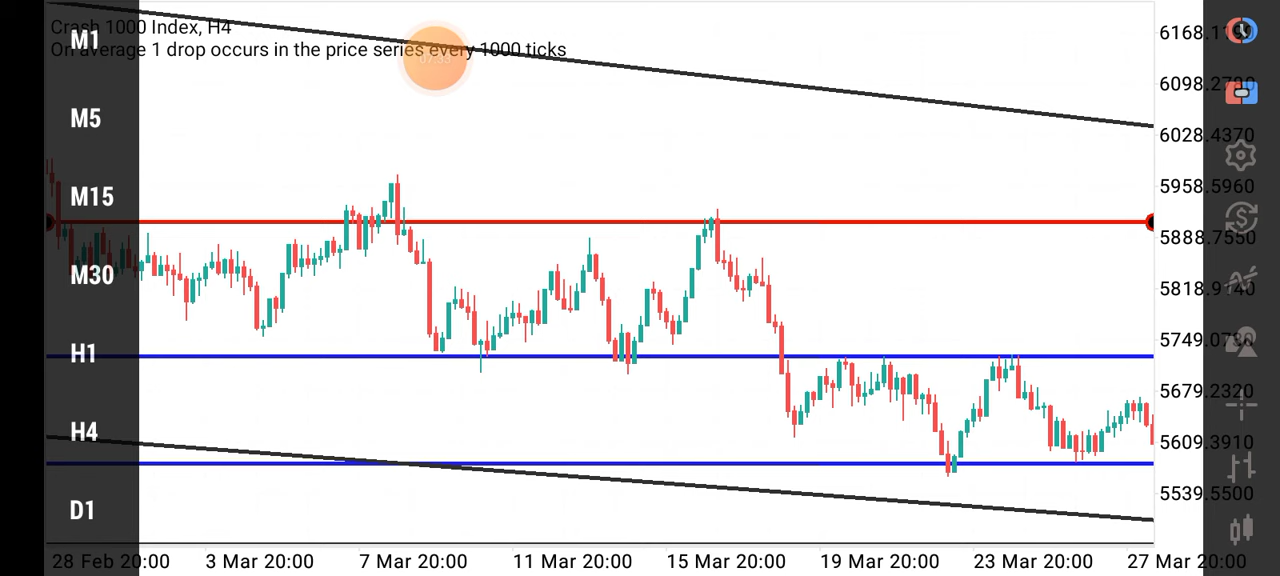 Crash 1000 Index, H4
On average 1 drop occurs in the price series every 1000 ticks
M1
M5
M15
M30
H1
H4
D1
6028.4370
5958.5960
5888.7550
5679.2320
5609.3910
5539.5500
28 Feb 20:00
3 Mar 20:00
7 Mar 20:00
11 Mar 20:00
15 Mar 20:00
19 Mar 20:00
23 Mar 20:00
27 Mar 20:00